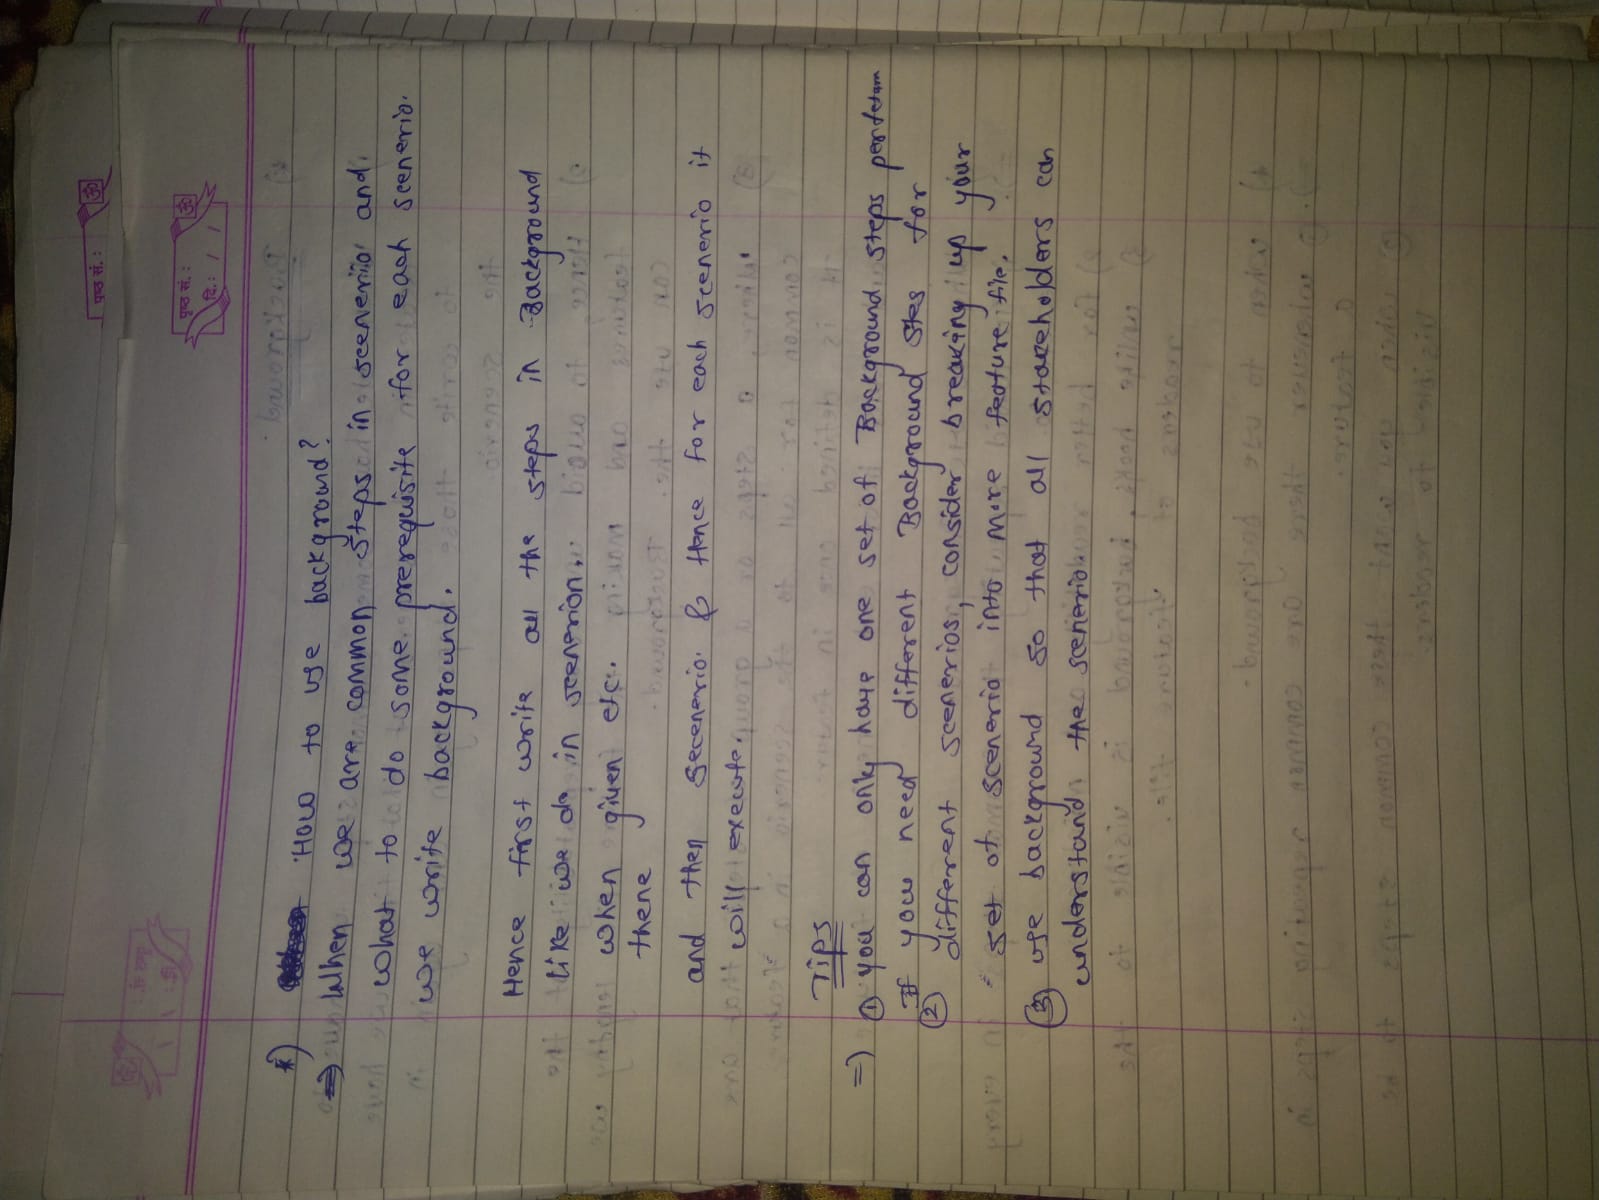 पृष्ठ सं.:
पृष्ठ सं.:
दि.: / /
*) How to use background?
=> When we are common steps in sceneriio and
what to do some prerequisite for each scenerio.
we write background.
Hence first write all the steps in Background
like we do in scenerion..
when given etc.
thene
and then secenerio. & Hence for each scenerio it
will execute.
Tips
=) ① you can only have one set of Background steps per
If you need different Background Stes for
② different scenerios, consider breaking up your
set of scenerio into more feature file.
③ use background so that all stakeholders can
understand the scenerio.